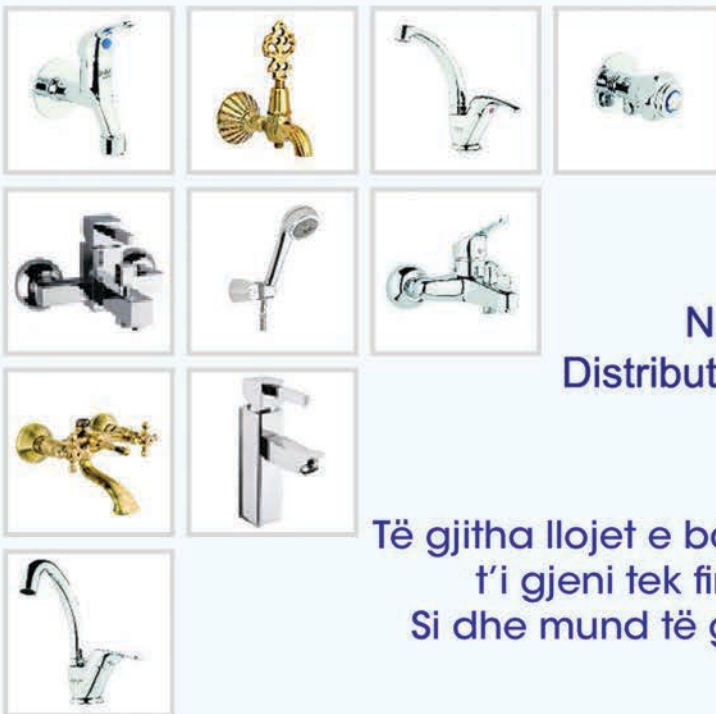 N
Distribut
Të gjitha llojet e ba
t'i gjeni tek fir
Si dhe mund të g